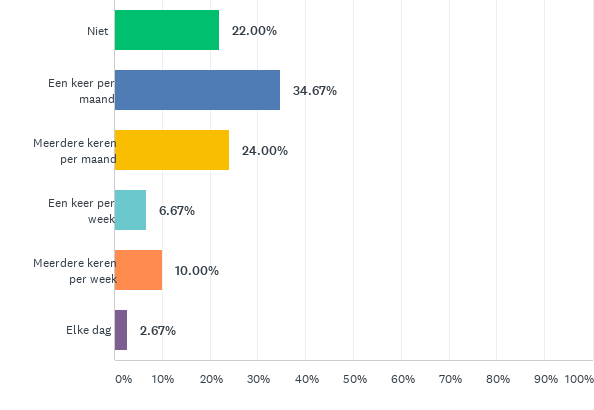 Niet
22.00%
Een keer per
maand
34.67%
Meerdere keren
per maand
24.00%
Een keer per
week
6.67%
Meerdere keren
per week
10.00%
Elke dag
2.67%
0% 10% 20% 30% 40% 50% 60% 70% 80% 90% 100%